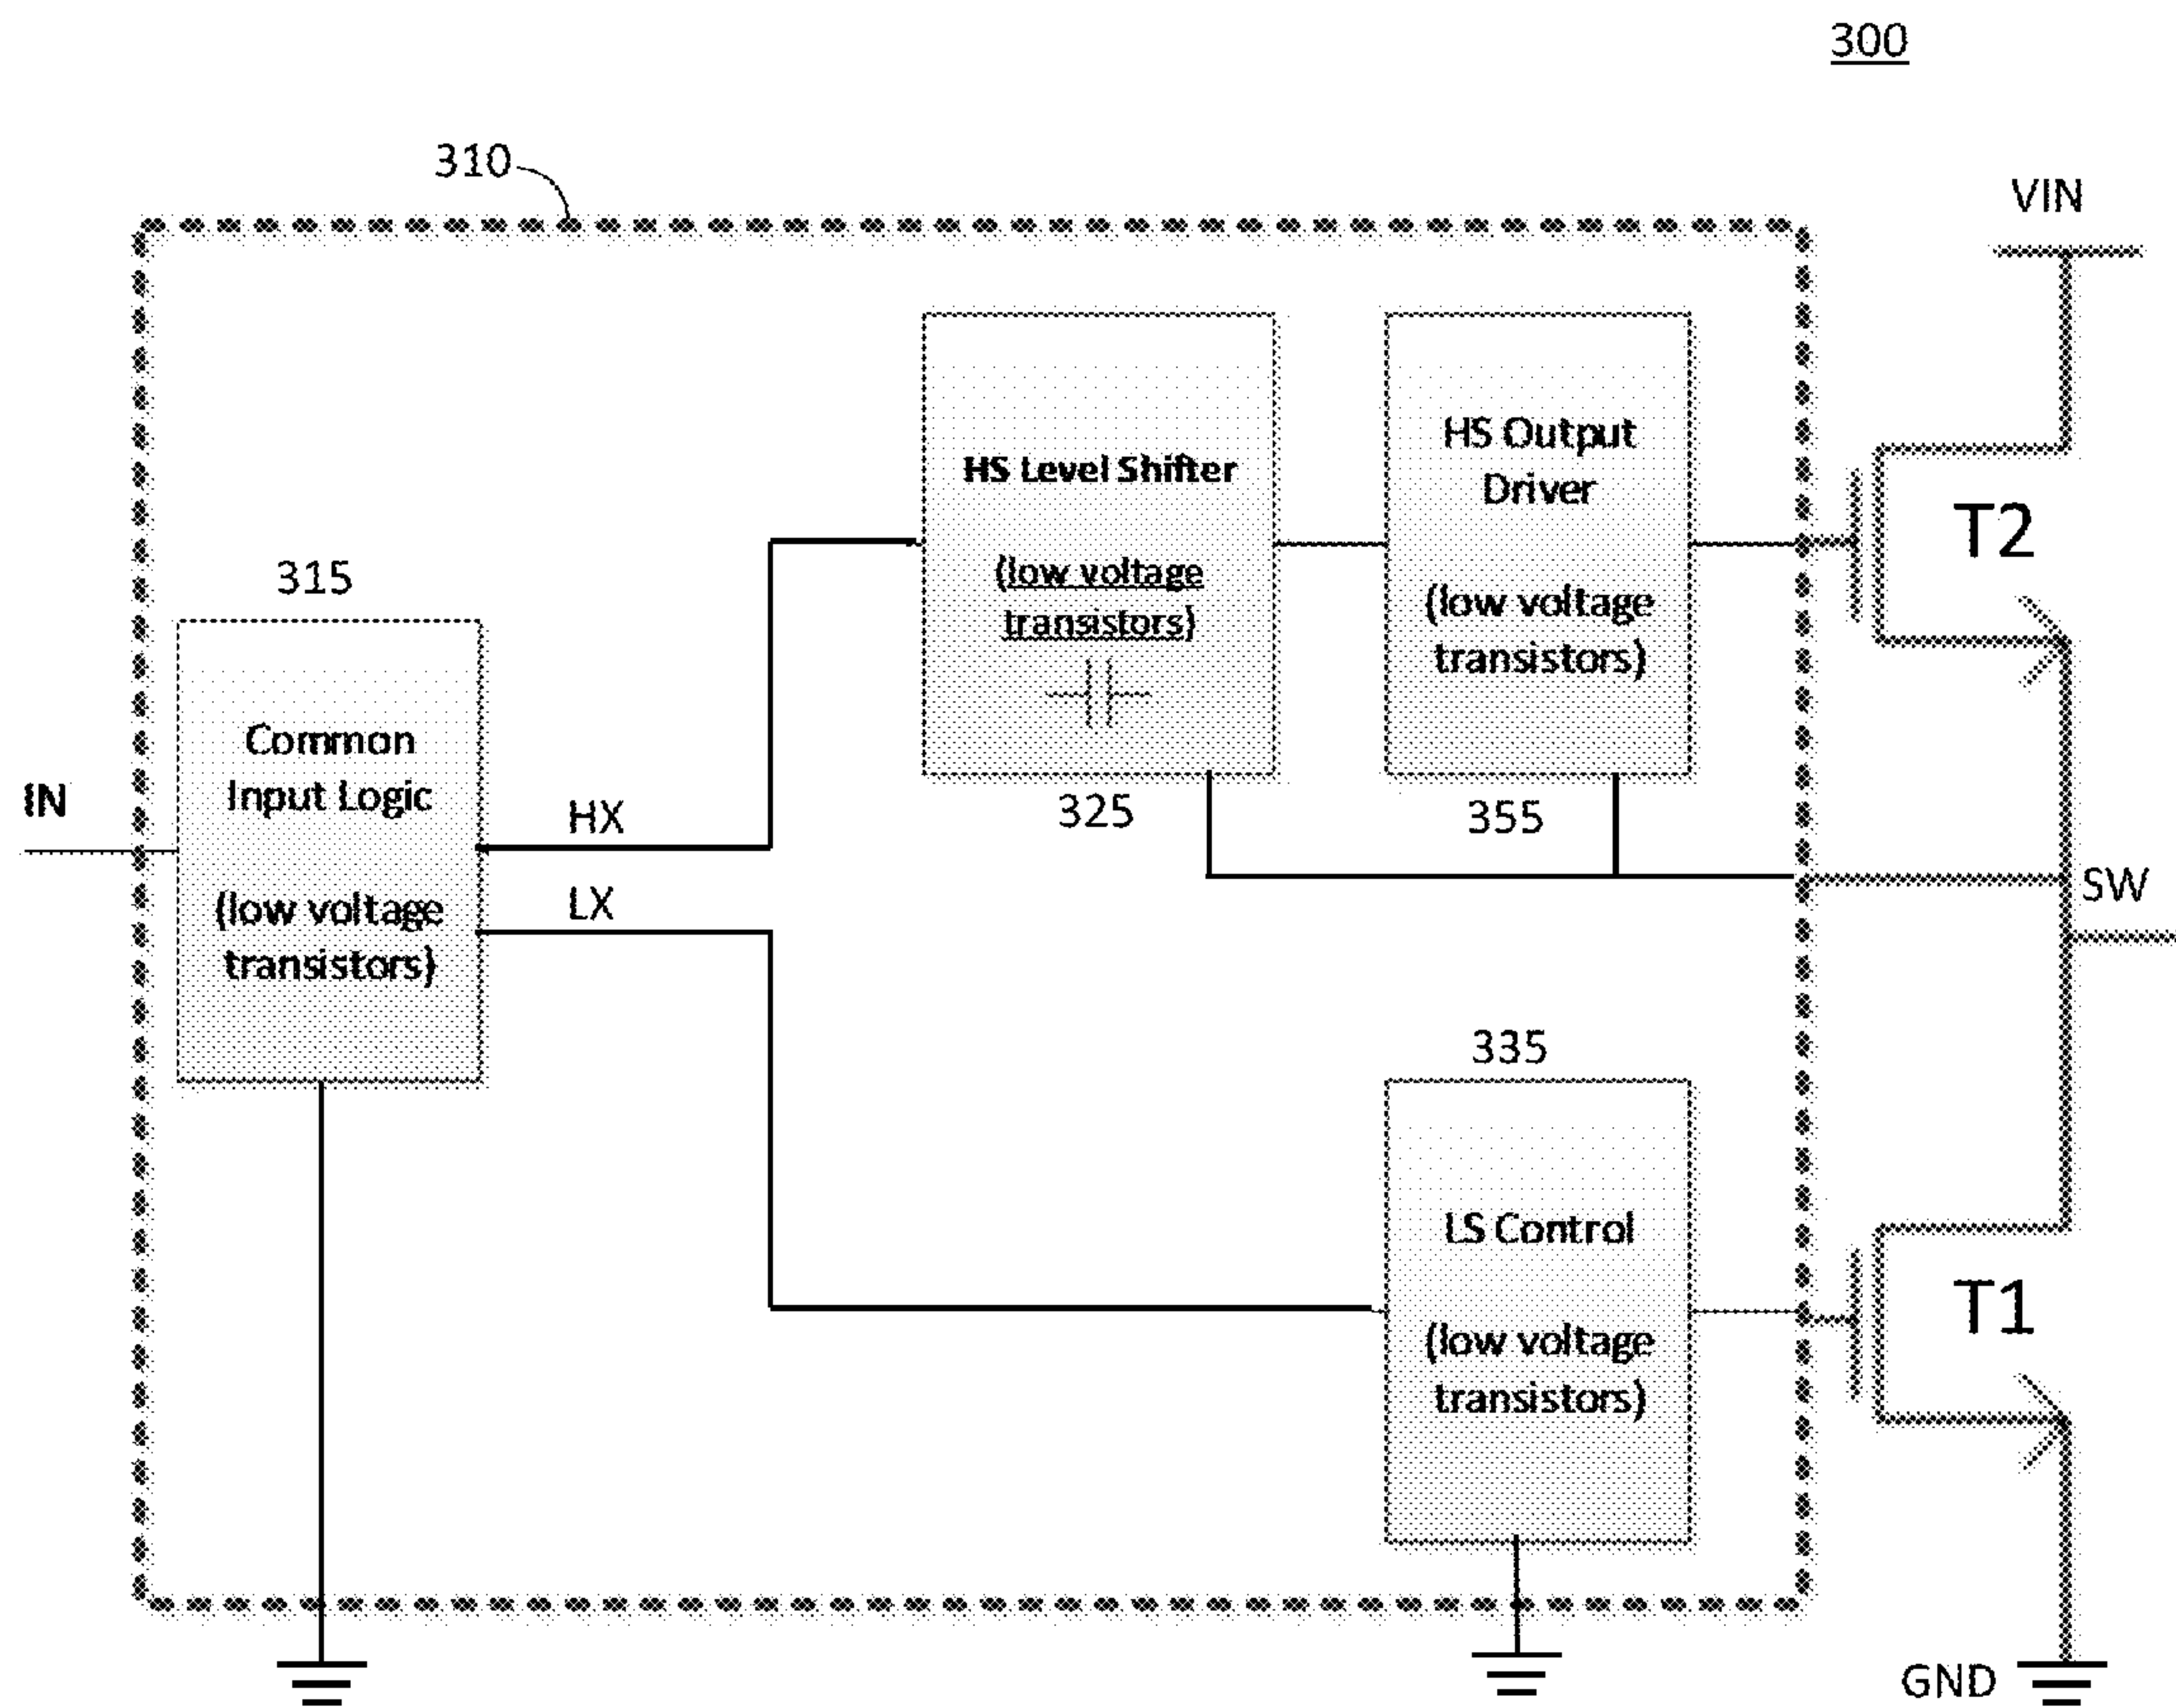 300
310
VIN
HS Level Shifter
(low voltage
transistors)
325
HS Output
Driver
(low voltage
transistors)
355
T2
315
Common
Input Logic
(low voltage
transistors)
IN
HX
LX
SW
335
LS Control
(low voltage
transistors)
T1
GND